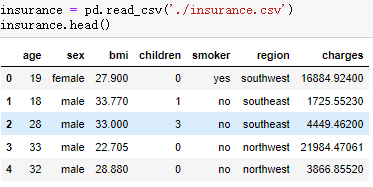 insurance = pd.read_csv('./insurance.csv')
insurance.head()
age sex bmi children smoker region charges
0 19 female 27.900 0 yes southwest 16884.92400
1 18 male 33.770 1 no southeast 1725.55230
2 28 male 33.000 3 no southeast 4449.46200
3 33 male 22.705 0 no northwest 21984.47061
4 32 male 28.880 0 no northwest 3866.85520